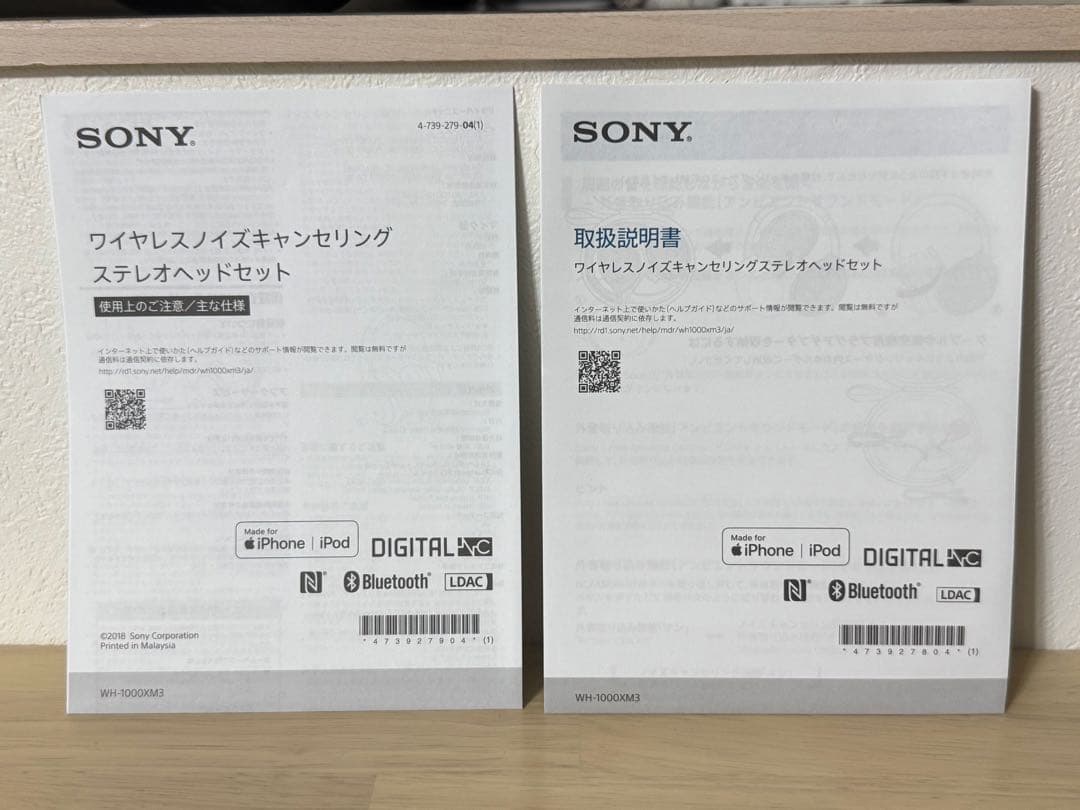 SONY®
4-739-279-04(1)
ワイヤレスノイズキャンセリング
ステレオヘッドセット
使用上のご注意／主な仕様
インターネット上で使いかた(ヘルプガイド)などのサポート情報が閲覧できます。閲覧は無料ですが
通信料は通信契約に依存します。
http://rd1.sony.net/help/mdr/wh1000xm3/ja/
Made for
iPhone | iPod
DIGITAL NC
N®
Bluetooth®
LDAC
*473927904*(1)
©2018 Sony Corporation
Printed in Malaysia
WH-1000XM3
SONY®
取扱説明書
ワイヤレスノイズキャンセリングステレオヘッドセット
インターネット上で使いかた(ヘルプガイド)などのサポート情報が閲覧できます。閲覧は無料ですが
通信料は通信契約に依存します。
http://rd1.sony.net/help/mdr/wh1000xm3/ja/
Made for
iPhone | iPod
DIGITAL NC
N®
Bluetooth®
LDAC
*473927804*(1)
WH-1000XM3